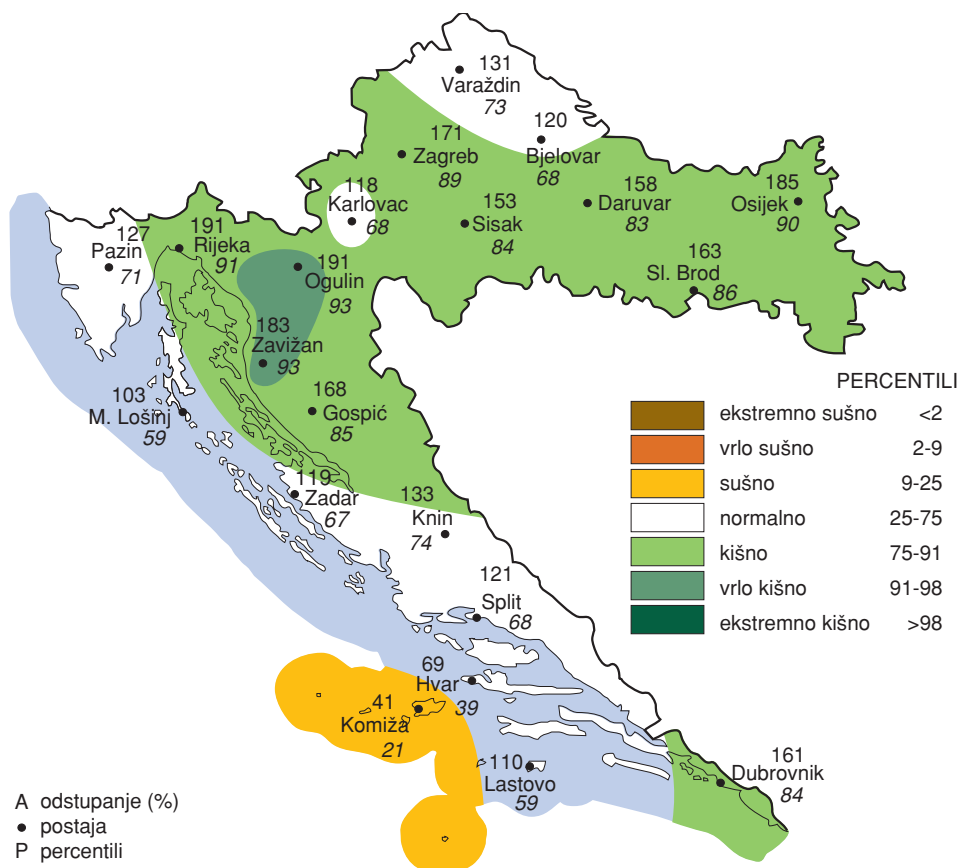 131
Varaždin
73
120
Bjelovar
68
171
Zagreb
89
118
Karlovac
68
153
Sisak
84
158
Daruvar
83
185
Osijek
90
163
Sl. Brod
86
127
Pazin
71
191
Rijeka
91
191
Ogulin
93
183
Zavižan
93
168
Gospić
85
103
M. Lošinj
59
119
Zadar
67
133
Knin
74
121
Split
68
69
Hvar
39
41
Komiža
21
110
Lastovo
59
161
Dubrovnik
84
PERCENTILI
ekstremno sušno <2
vrlo sušno 2-9
sušno 9-25
normalno 25-75
kišno 75-91
vrlo kišno 91-98
ekstremno kišno >98
A odstupanje (%)
● postaja
P percentili